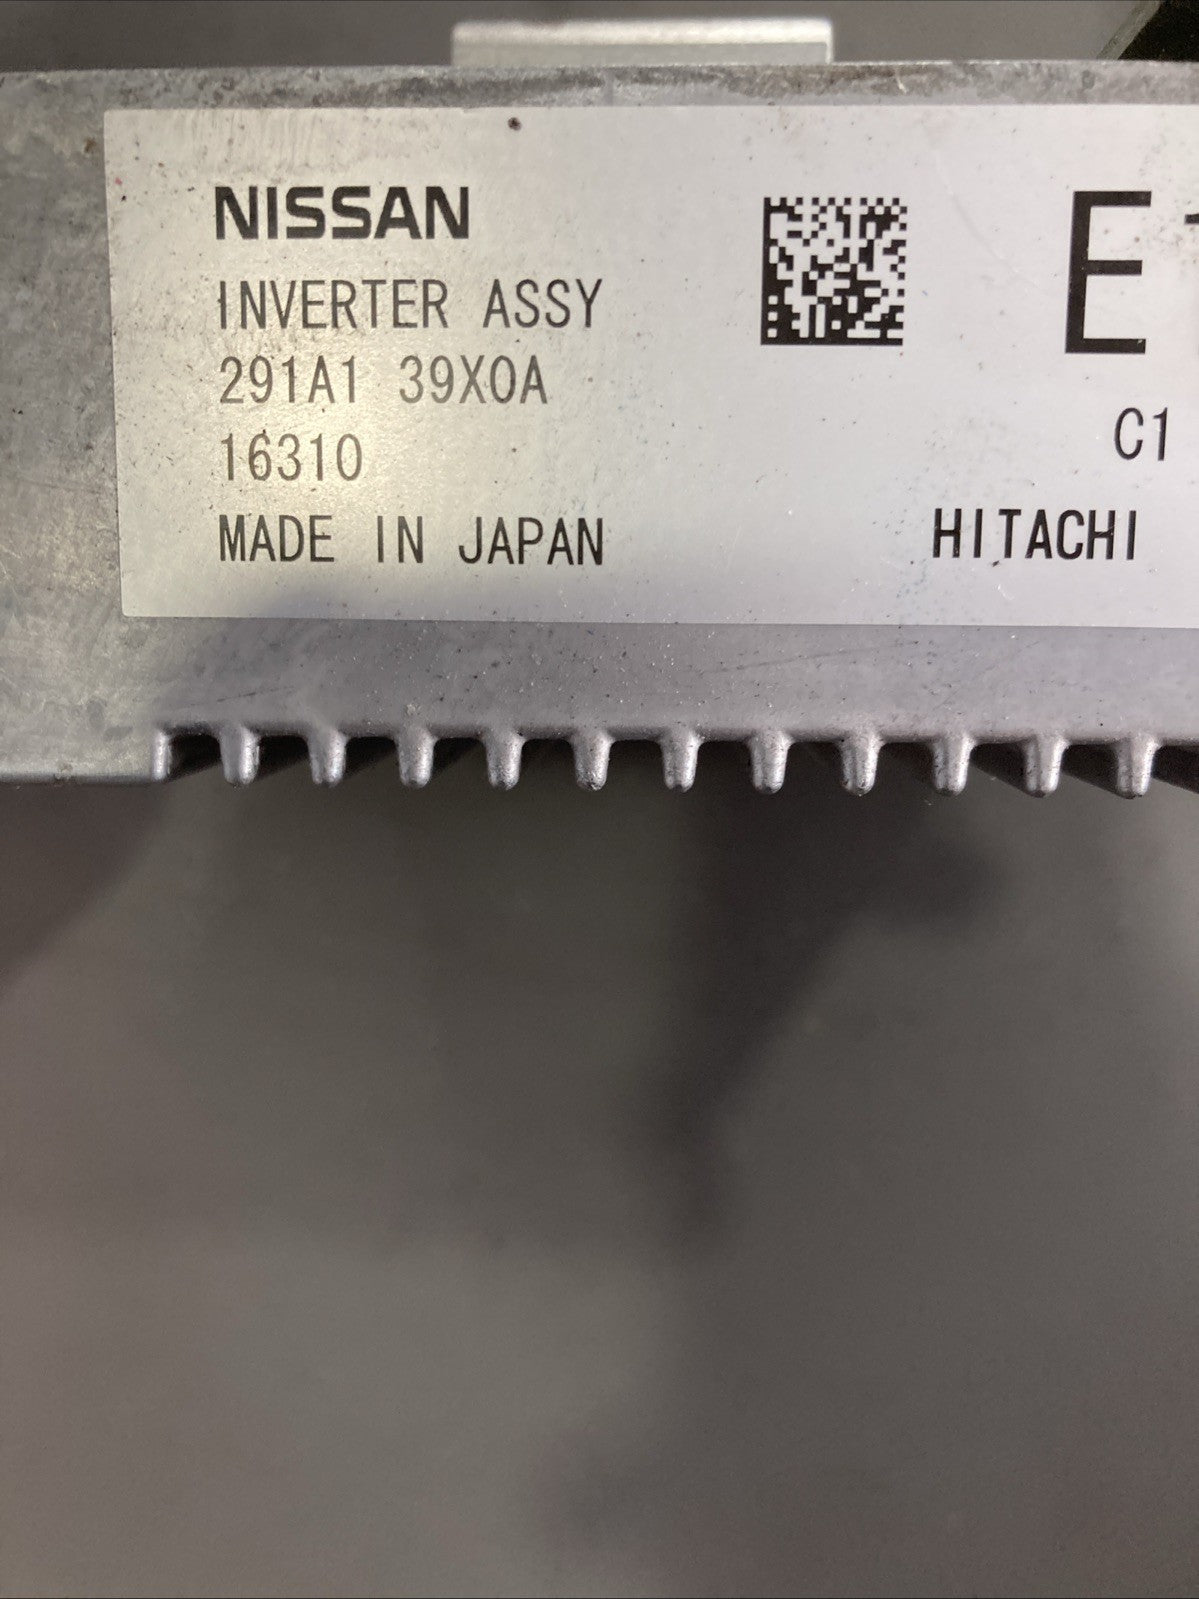 NISSAN
INVERTER ASSY
291A1 39X0A
16310
MADE IN JAPAN
E
C1
HITACHI